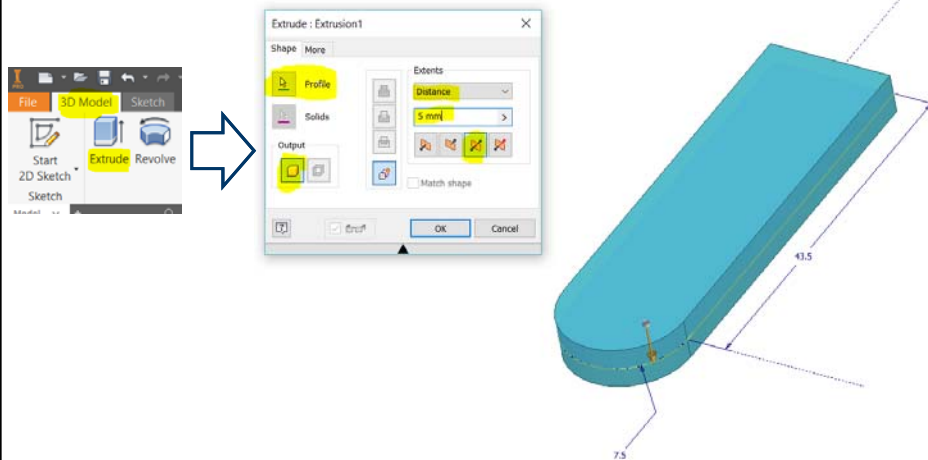 Extrude : Extrusion1
Shape More
Extents
Profile
Distance
Solids
5 mm
Output
Match shape
OK Cancel
PRO
File 3D Model Sketch
Start
2D Sketch
Extrude Revolve
Sketch
Model
43.5
7.5